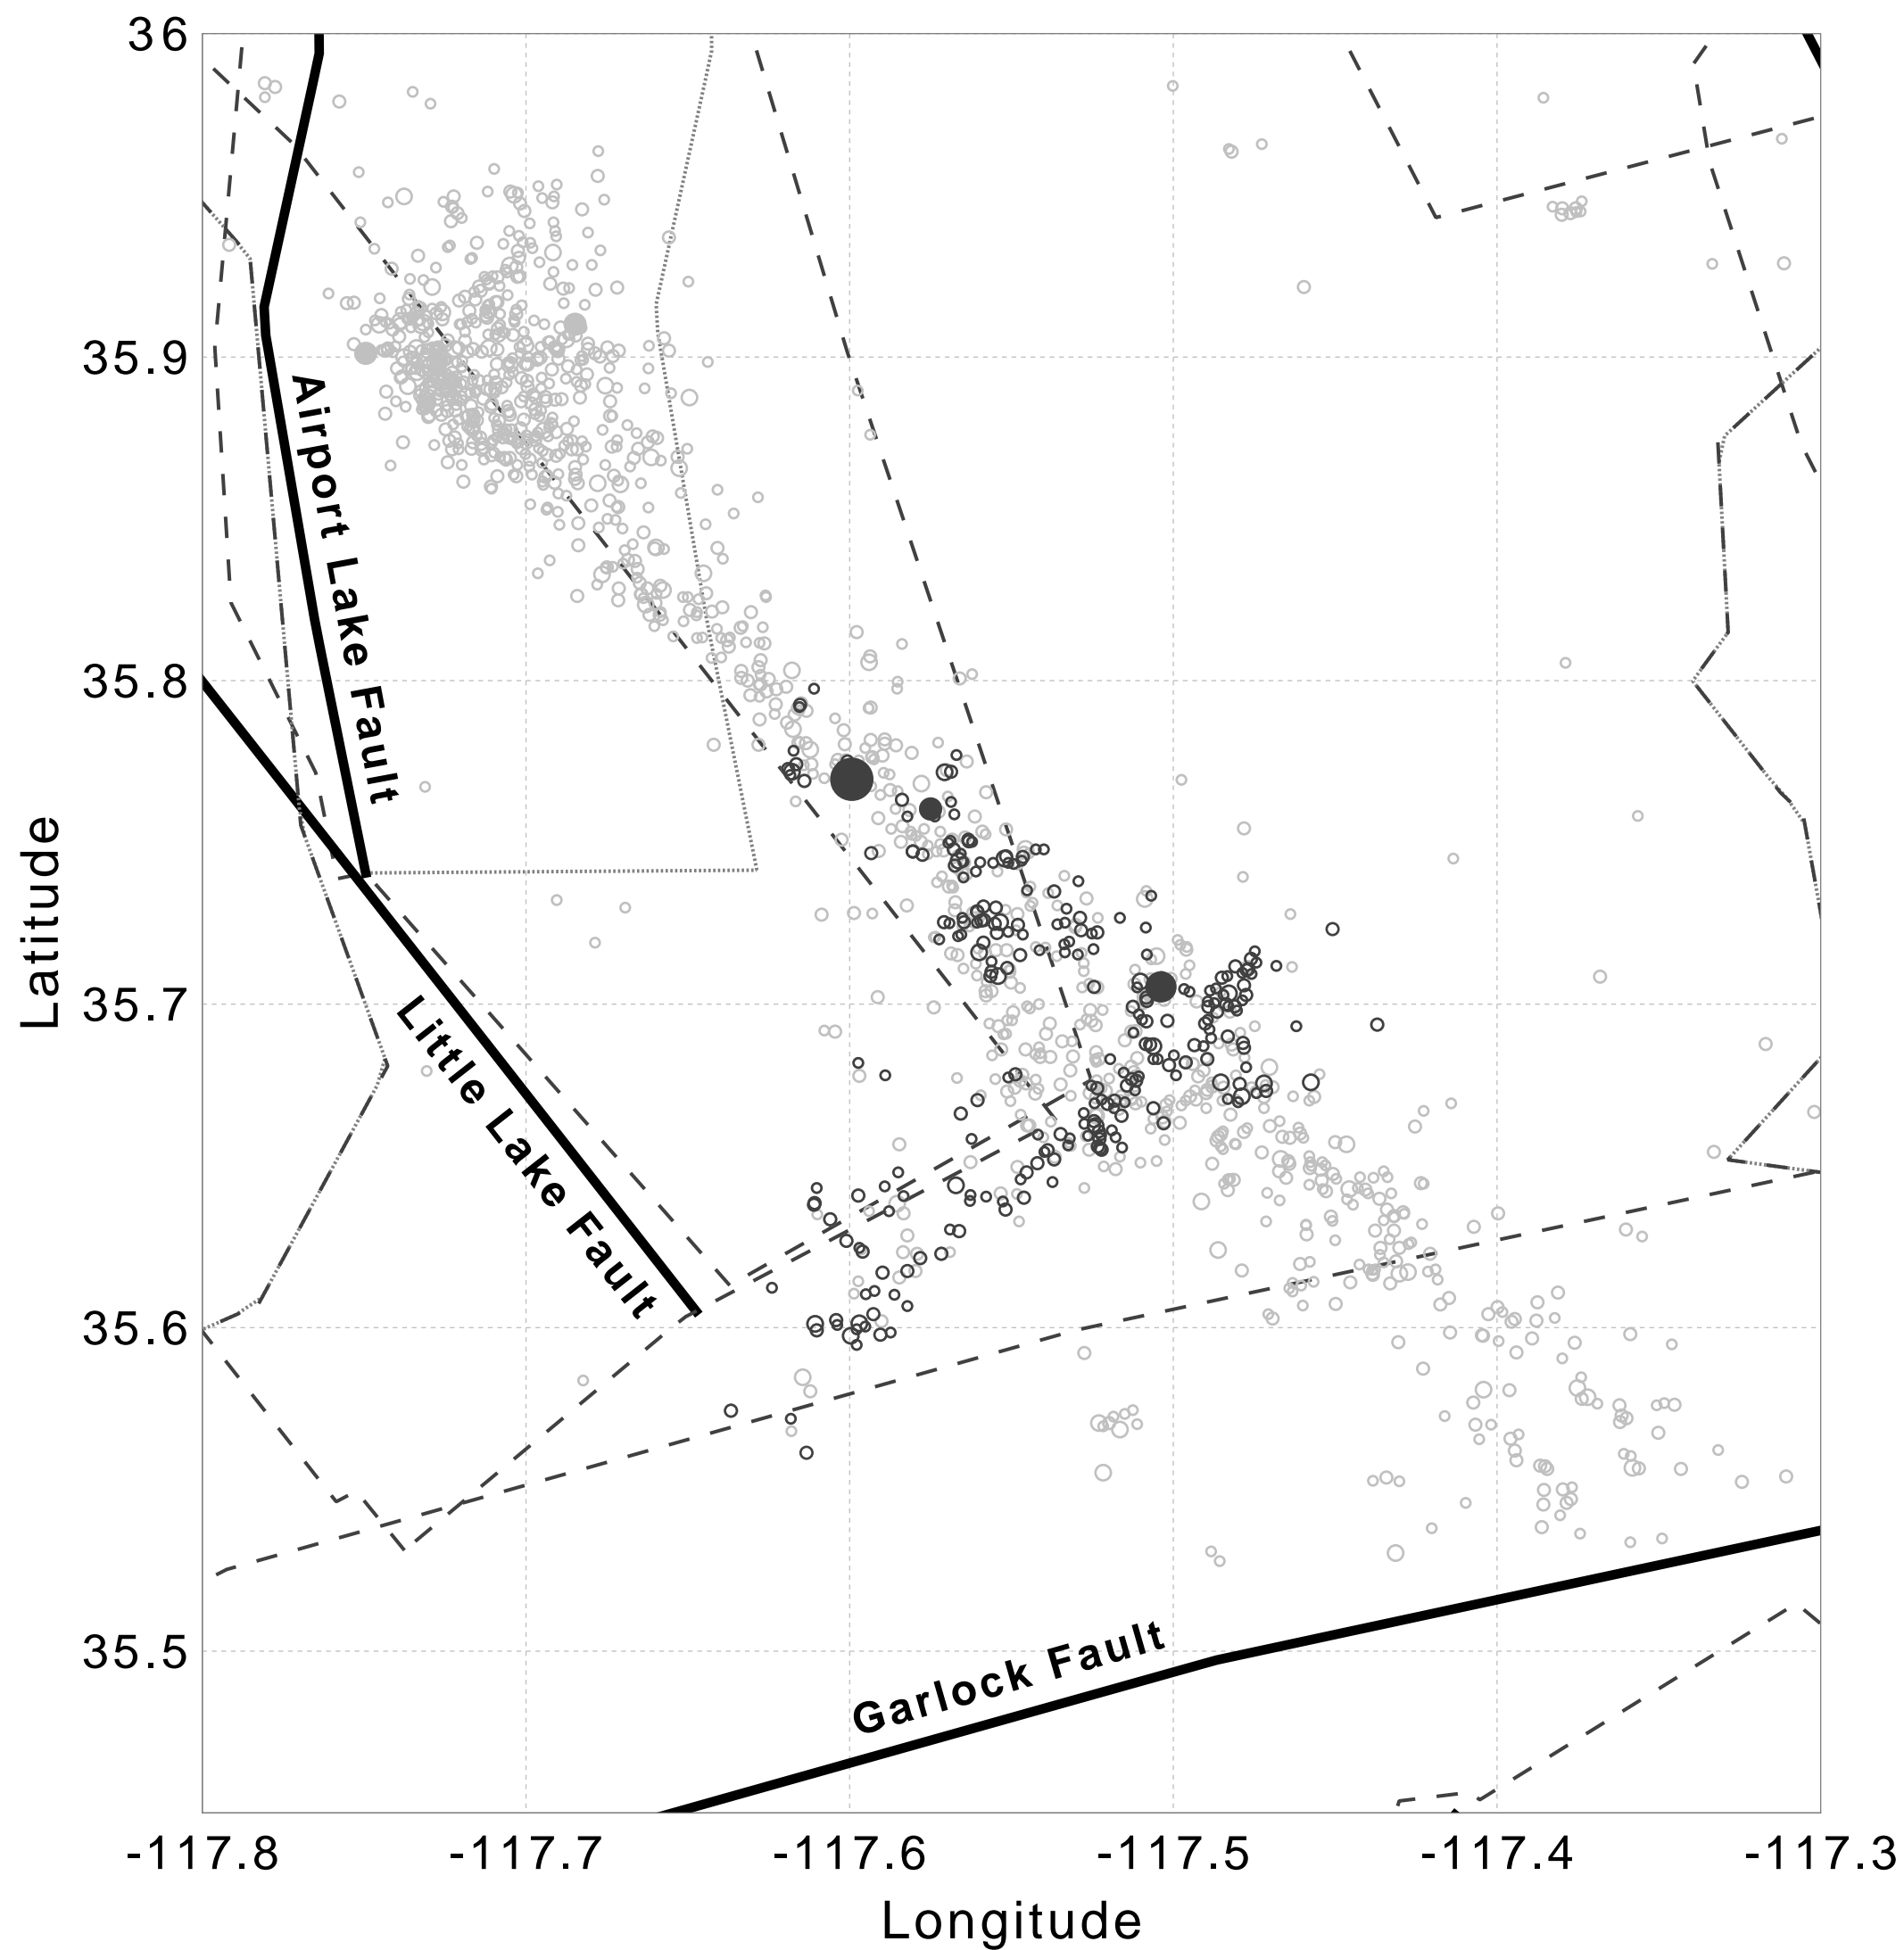 36
35.9
35.8
35.7
35.6
35.5
Latitude
Airport Lake Fault
Little Lake Fault
Garlock Fault
-117.8
-117.7
-117.6
-117.5
-117.4
-117.3
Longitude